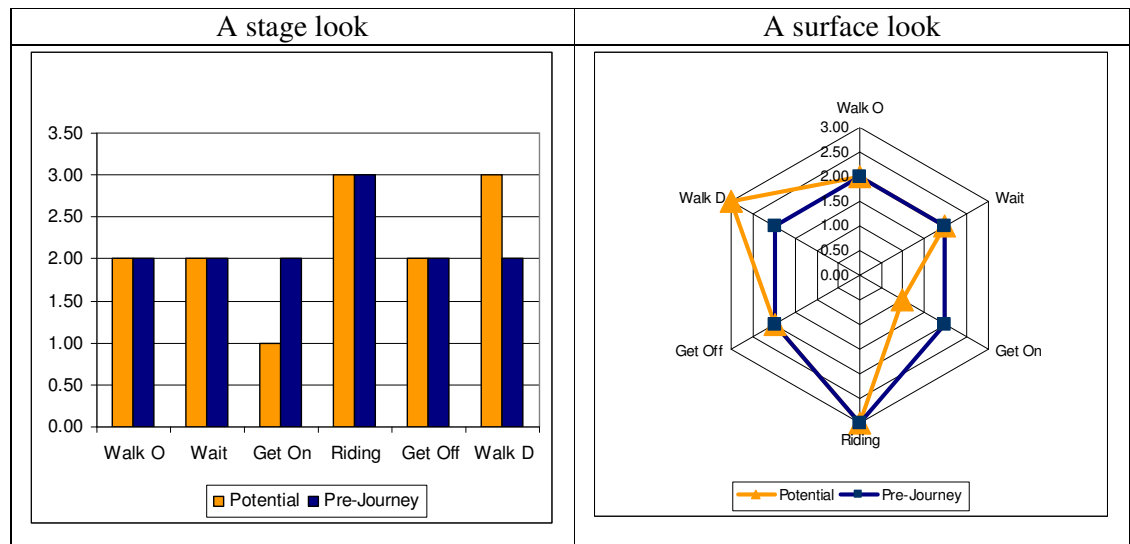 A stage look
A surface look
3.50
3.00
2.50
2.00
1.50
1.00
0.50
0.00
Walk O Wait Get On Riding Get Off Walk D
Potential Pre-Journey
Walk O
3.00
2.50
2.00
1.50
1.00
0.50
0.00
Wait
Get On
Riding
Get Off
Walk D
Potential Pre-Journey